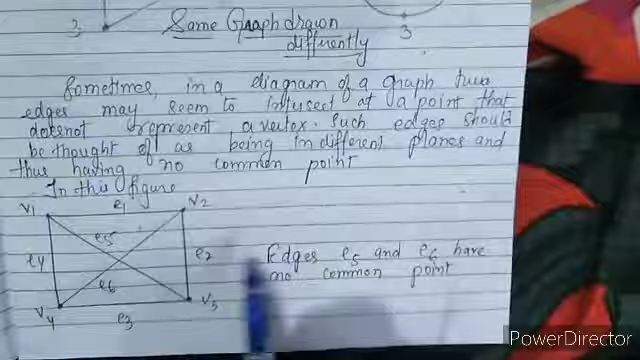 3
3
Same Graph drawn
differently
Sometimes, in a diagram of a graph two
edges may seem to intersect at a point that
doesnot represent a vertex. Such edges should
be thought of as being in different planes and
thus having no common point
In this figure
V1 e1 V2
e5
e4 e2
e6
V4 e3 V3
Edges e5 and e6 have
no common point
PowerDirector